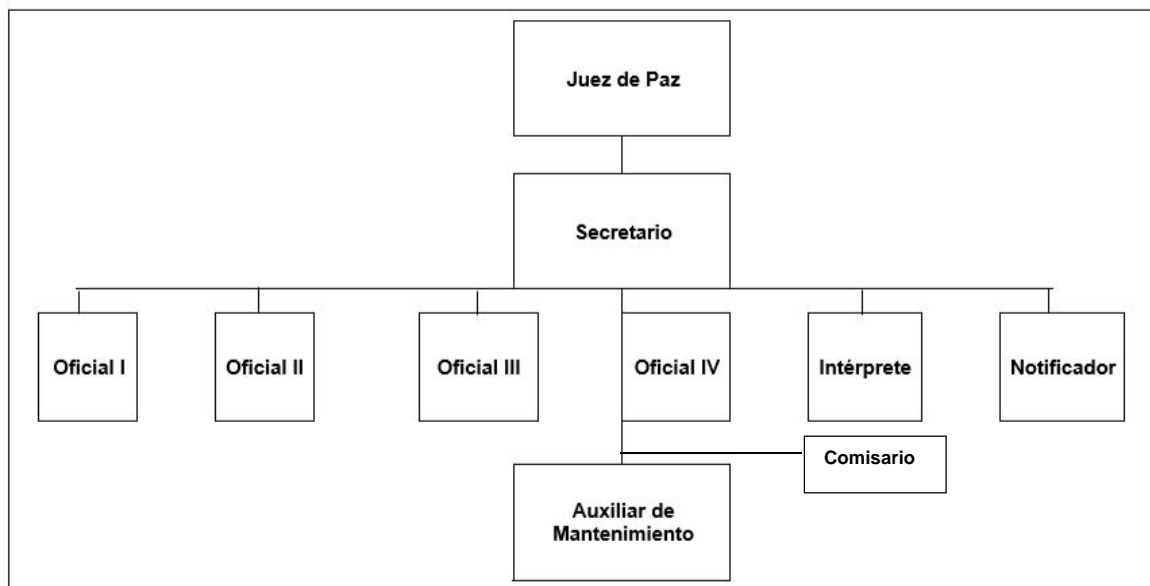 Juez de Paz
Secretario
Oficial I
Oficial II
Oficial III
Oficial IV
Intérprete
Notificador
Comisario
Auxiliar de
Mantenimiento